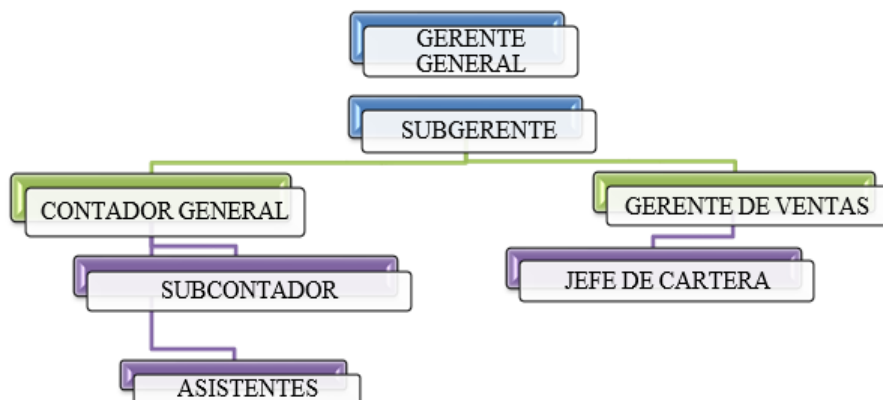 GERENTE
GENERAL
SUBGERENTE
CONTADOR GENERAL
GERENTE DE VENTAS
SUBCONTADOR
JEFE DE CARTERA
ASISTENTES